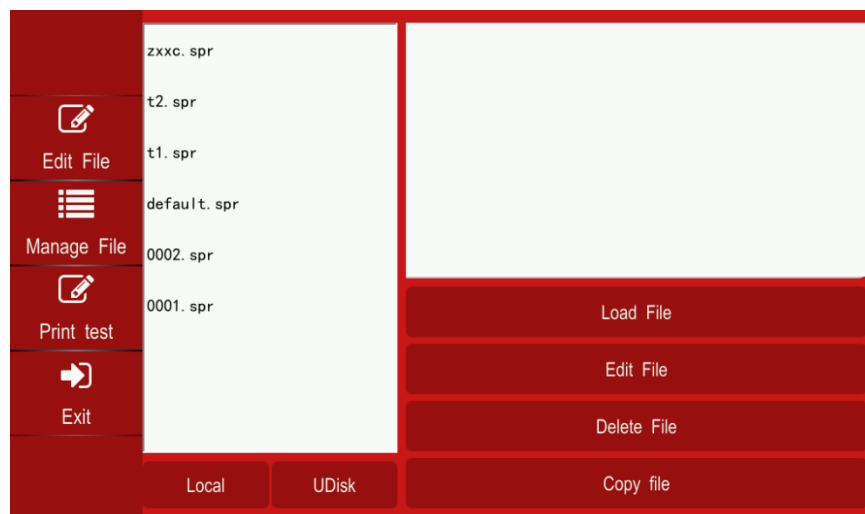 Edit File
Manage File
Print test
Exit
zxxc.spr
t2.spr
t1.spr
default.spr
0002.spr
0001.spr
Local
UDisk
Load File
Edit File
Delete File
Copy file